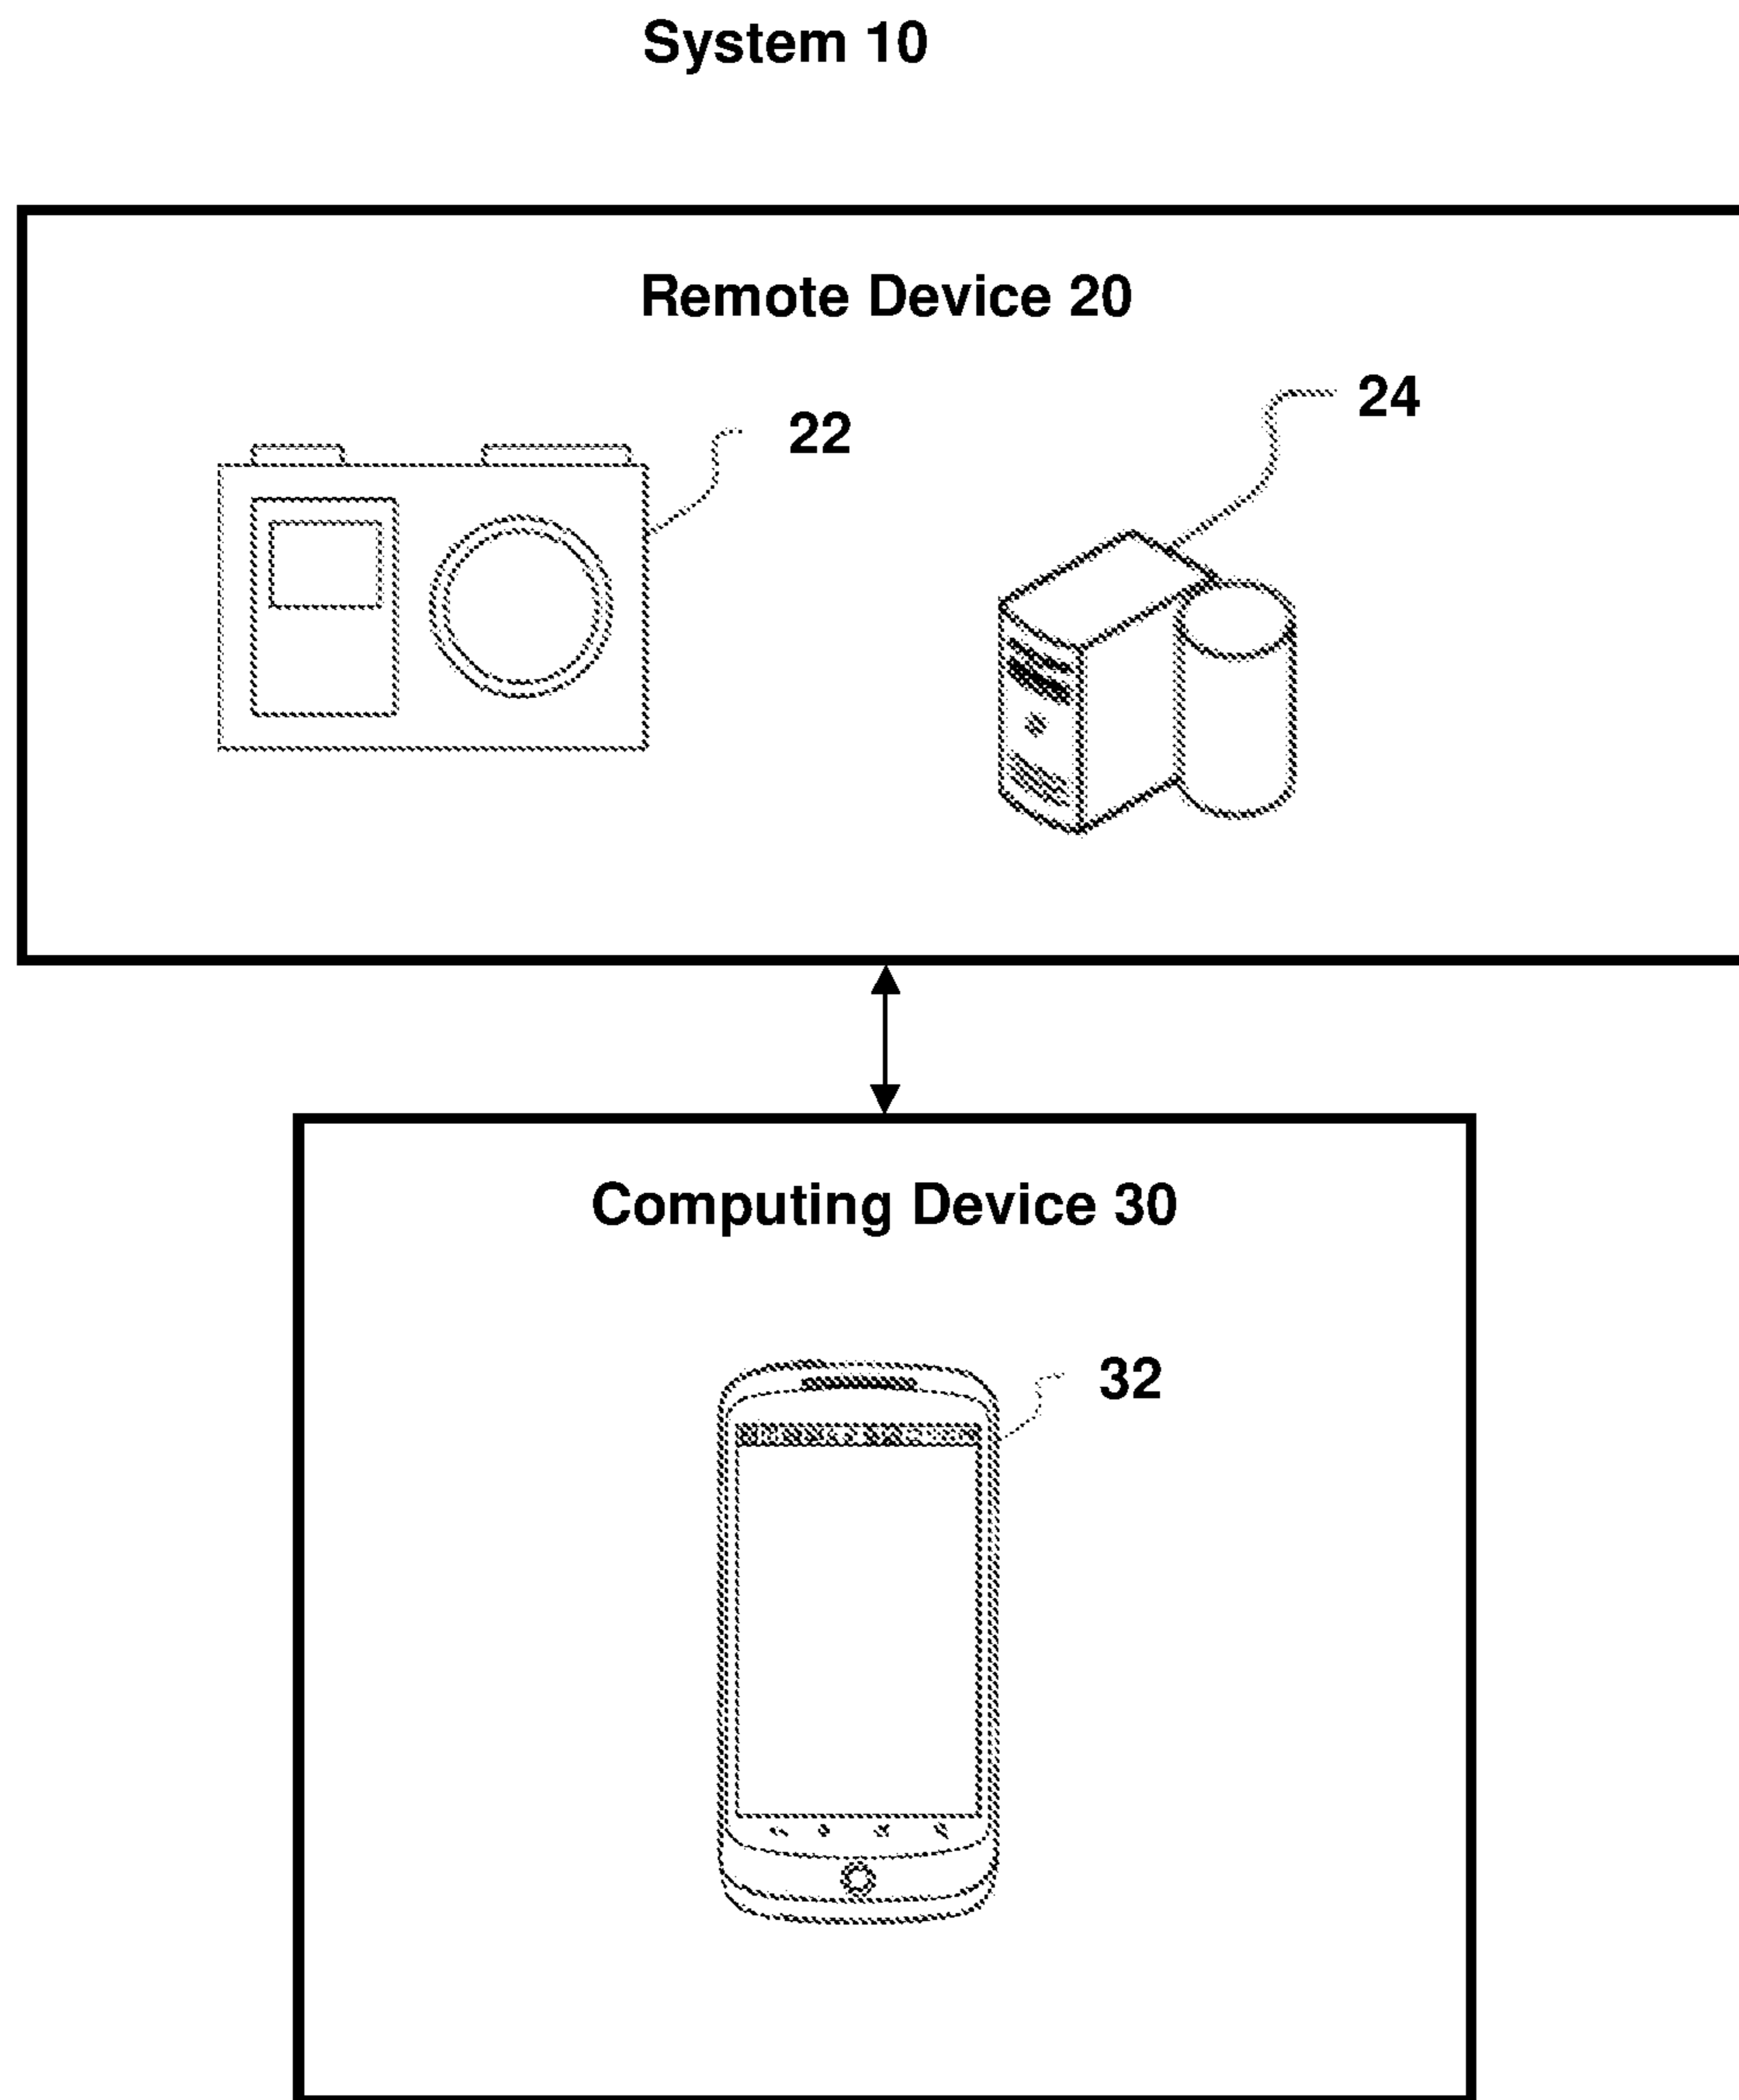 System 10
Remote Device 20
24
22
Computing Device 30
32